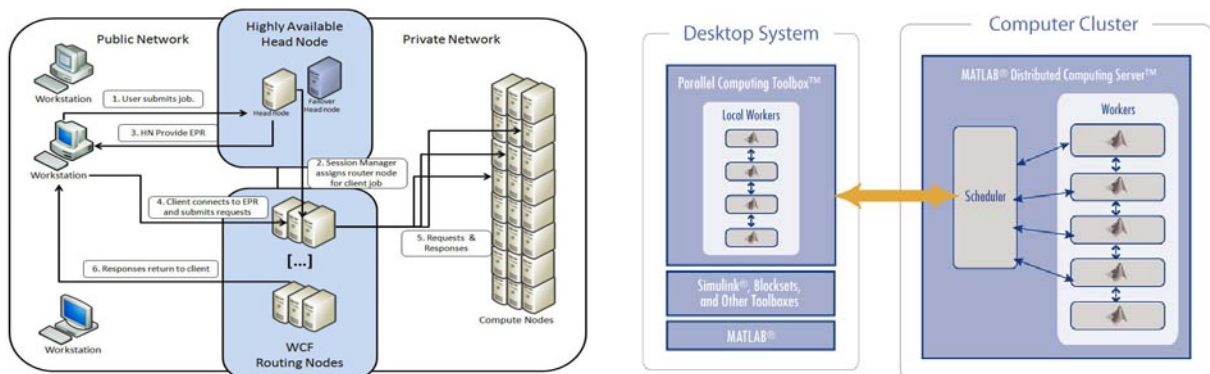 Public Network
Highly Available
Head Node
Private Network
Workstation
1. User submits job.
Head node
Failover
Head node
3. HN Provide EPR
Workstation
2. Session Manager
assigns router node
for client job
4. Client connects to EPR
and submits requests
[...]
5. Requests &
Responses
6. Responses return to client
Workstation
WCF
Routing Nodes
Compute Nodes
Desktop System
Parallel Computing Toolbox™
Local Workers
Simulink®, Blocksets,
and Other Toolboxes
MATLAB®
Computer Cluster
MATLAB® Distributed Computing Server™
Scheduler
Workers